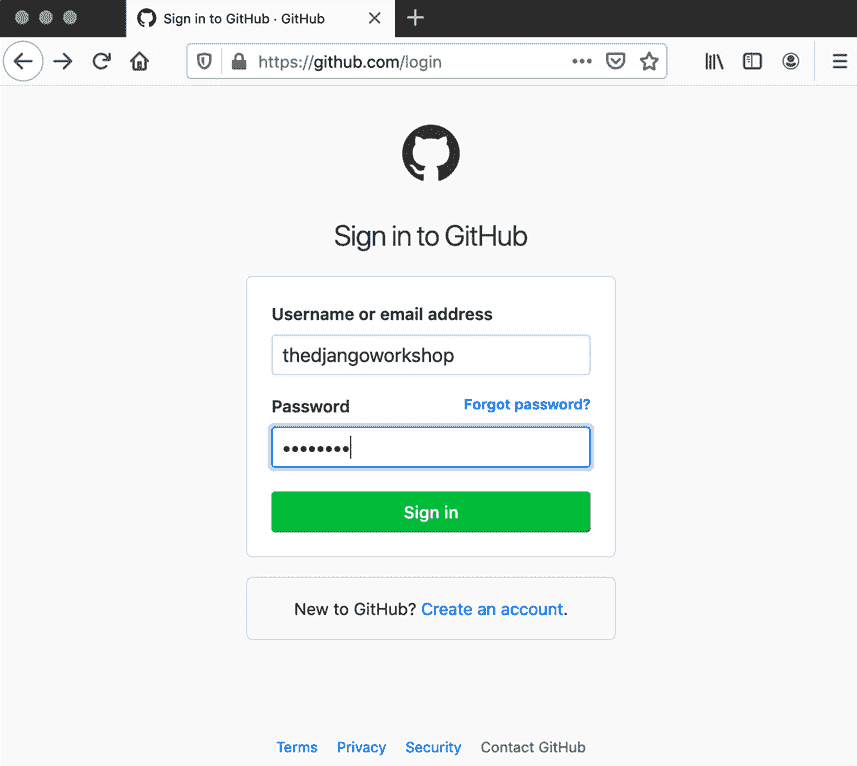 Sign in to GitHub · GitHub
https://github.com/login
Sign in to GitHub
Username or email address
thedjangoworkshop
Password Forgot password?
••••••••
Sign in
New to GitHub? Create an account.
Terms Privacy Security Contact GitHub